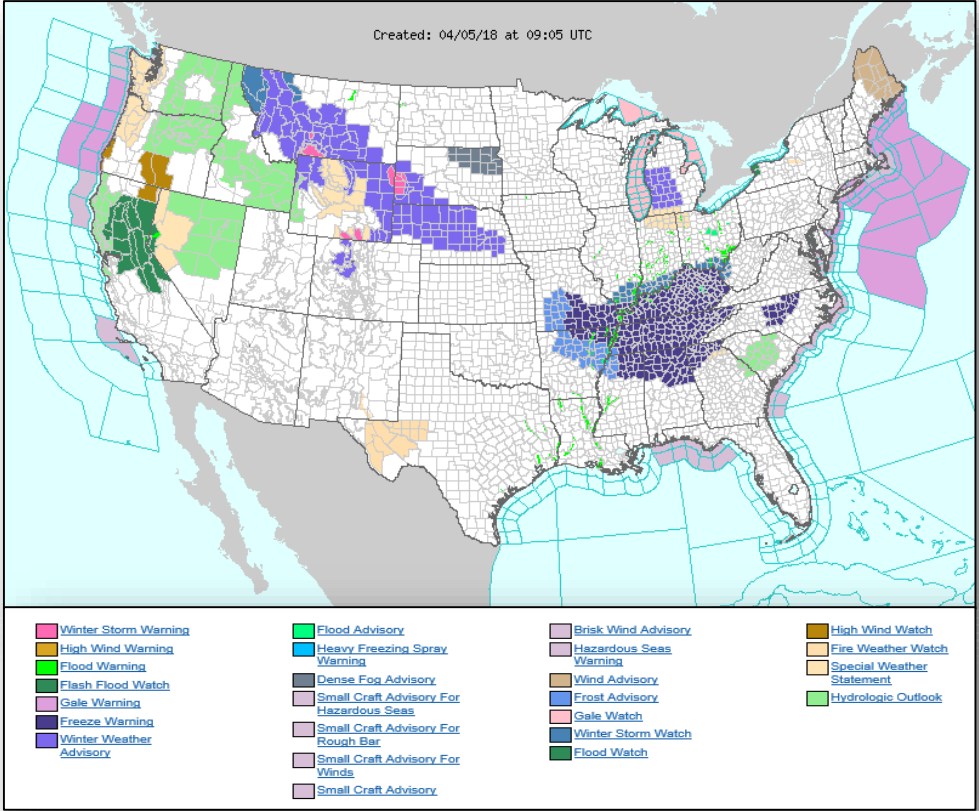 Created: 04/05/18 at 09:05 UTC
Winter Storm Warning
High Wind Warning
Flood Warning
Flash Flood Watch
Gale Warning
Freeze Warning
Winter Weather
Advisory
Flood Advisory
Heavy Freezing Spray
Warning
Dense Fog Advisory
Small Craft Advisory For
Hazardous Seas
Small Craft Advisory For
Rough Bar
Small Craft Advisory For
Winds
Small Craft Advisory
Brisk Wind Advisory
Hazardous Seas
Warning
Wind Advisory
Frost Advisory
Gale Watch
Winter Storm Watch
Flood Watch
High Wind Watch
Fire Weather Watch
Special Weather
Statement
Hydrologic Outlook